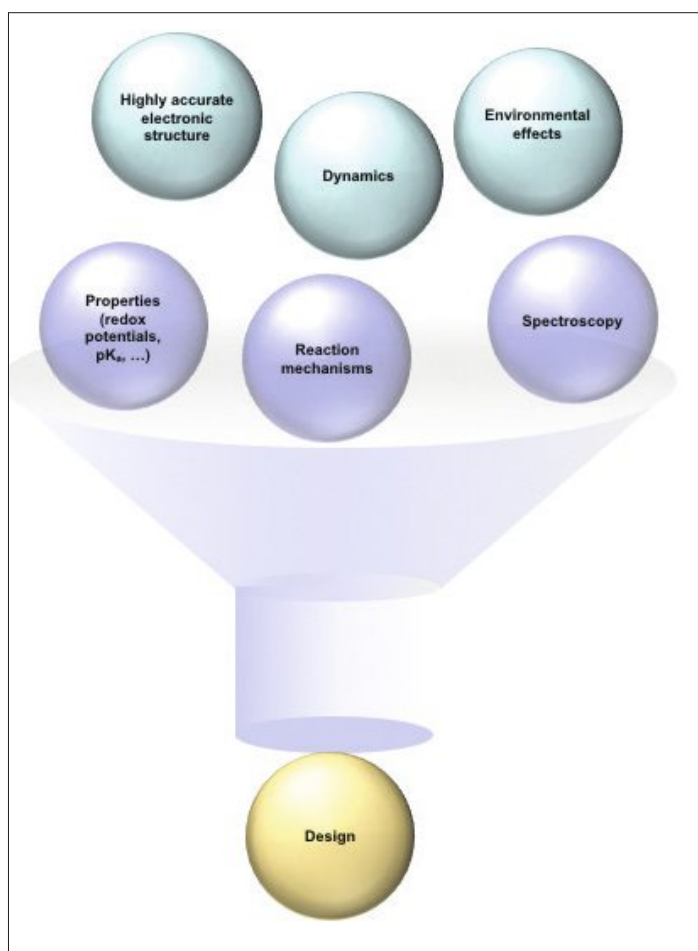 Highly accurate
electronic
structure
Dynamics
Environmental
effects
Properties
(redox
potentials,
pKₐ, ...)
Reaction
mechanisms
Spectroscopy
Design